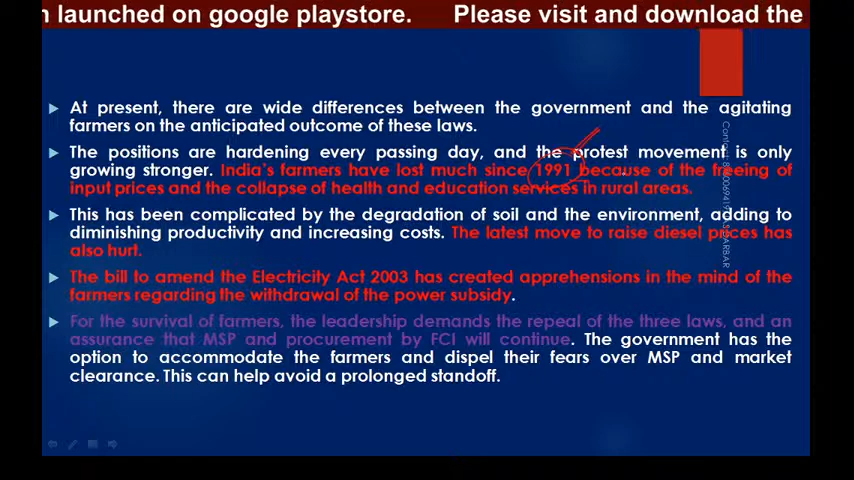 launched on google playstore. Please visit and download the
At present, there are wide differences between the government and the agitating
farmers on the anticipated outcome of these laws.
The positions are hardening every passing day, and the protest movement is only
growing stronger. India's farmers have lost much since 1991 because of the freeing of
input prices and the collapse of health and education services in rural areas.
This has been complicated by the degradation of soil and the environment, adding to
diminishing productivity and increasing costs. The latest move to raise diesel prices has
also hurt.
The bill to amend the Electricity Act 2003 has created apprehensions in the mind of the
farmers regarding the withdrawal of the power subsidy.
For the survival of farmers, the leadership demands the repeal of the three laws, and an
assurance that MSP and procurement by FCI will continue. The government has the
option to accommodate the farmers and dispel their fears over MSP and market
clearance. This can help avoid a prolonged standoff.